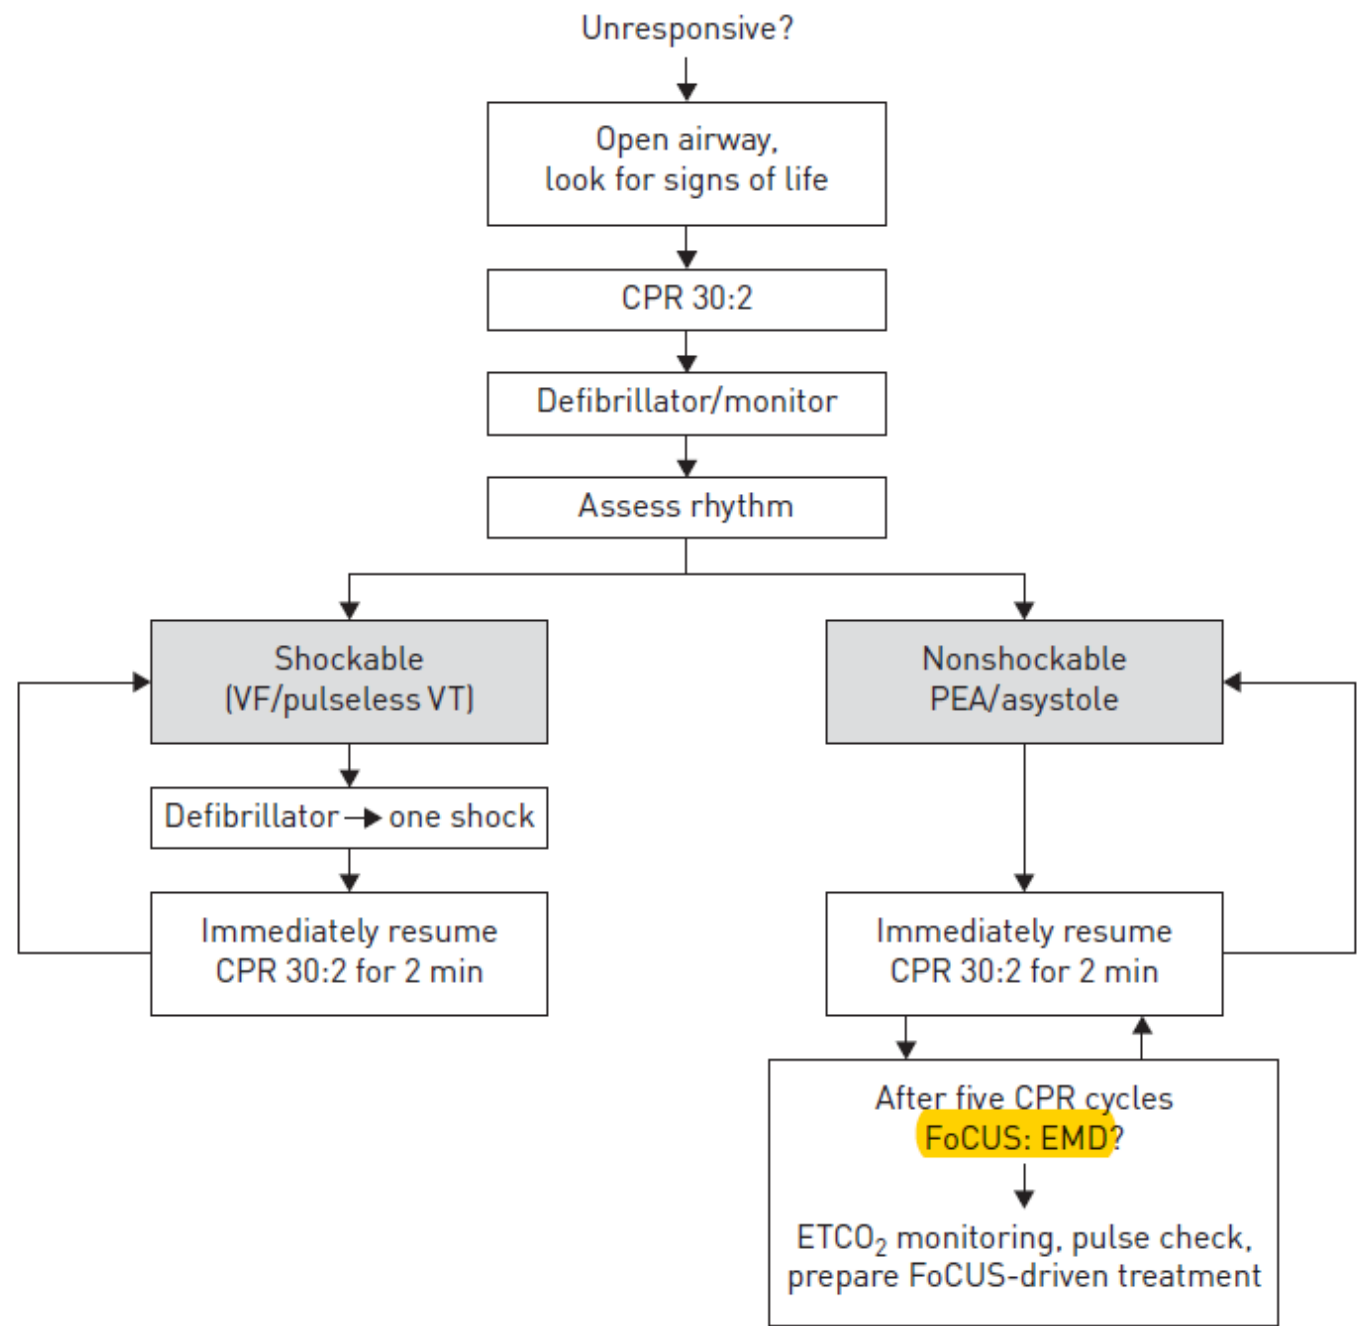 Unresponsive?
Open airway,
look for signs of life
CPR 30:2
Defibrillator/monitor
Assess rhythm
Shockable
(VF/pulseless VT)
Defibrillator → one shock
Immediately resume
CPR 30:2 for 2 min
Nonshockable
PEA/asystole
Immediately resume
CPR 30:2 for 2 min
After five CPR cycles
FoCUS: EMD?
ETCO₂ monitoring, pulse check,
prepare FoCUS-driven treatment